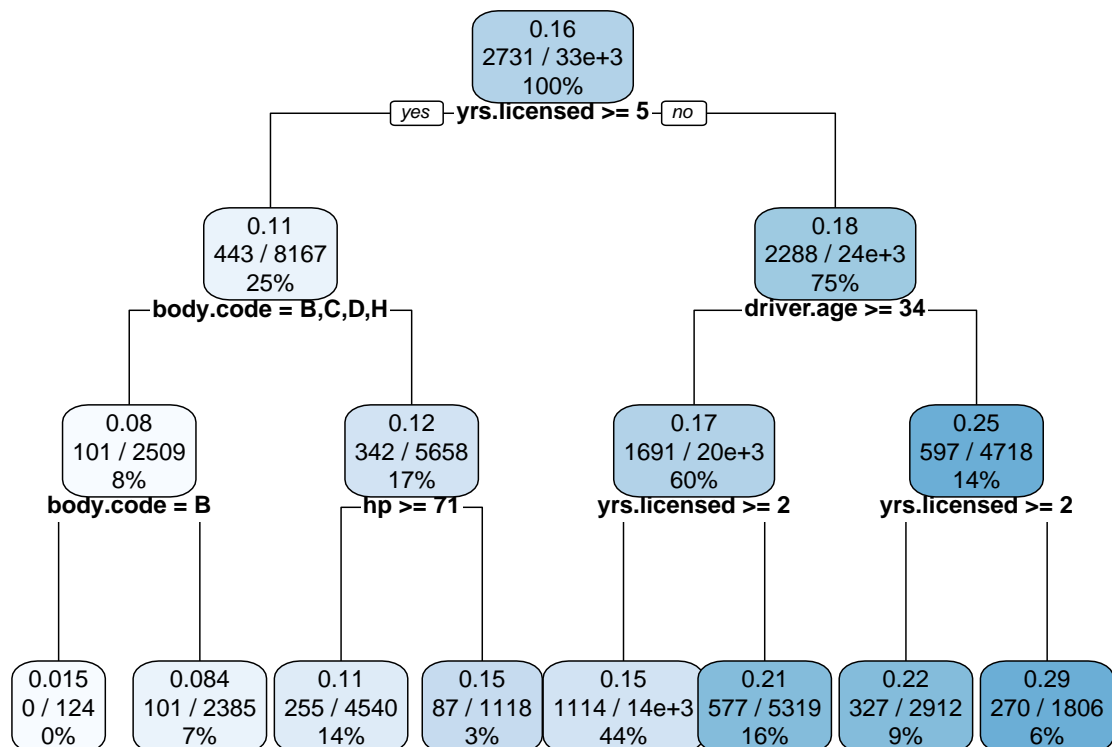 0.16
2731 / 33e+3
100%
yes yrs.licensed >= 5 no
0.11
443 / 8167
25%
body.code = B,C,D,H
0.18
2288 / 24e+3
75%
driver.age >= 34
0.08
101 / 2509
8%
body.code = B
0.12
342 / 5658
17%
hp >= 71
0.17
1691 / 20e+3
60%
yrs.licensed >= 2
0.25
597 / 4718
14%
yrs.licensed >= 2
0.015
0 / 124
0%
0.084
101 / 2385
7%
0.11
255 / 4540
14%
0.15
87 / 1118
3%
0.15
1114 / 14e+3
44%
0.21
577 / 5319
16%
0.22
327 / 2912
9%
0.29
270 / 1806
6%